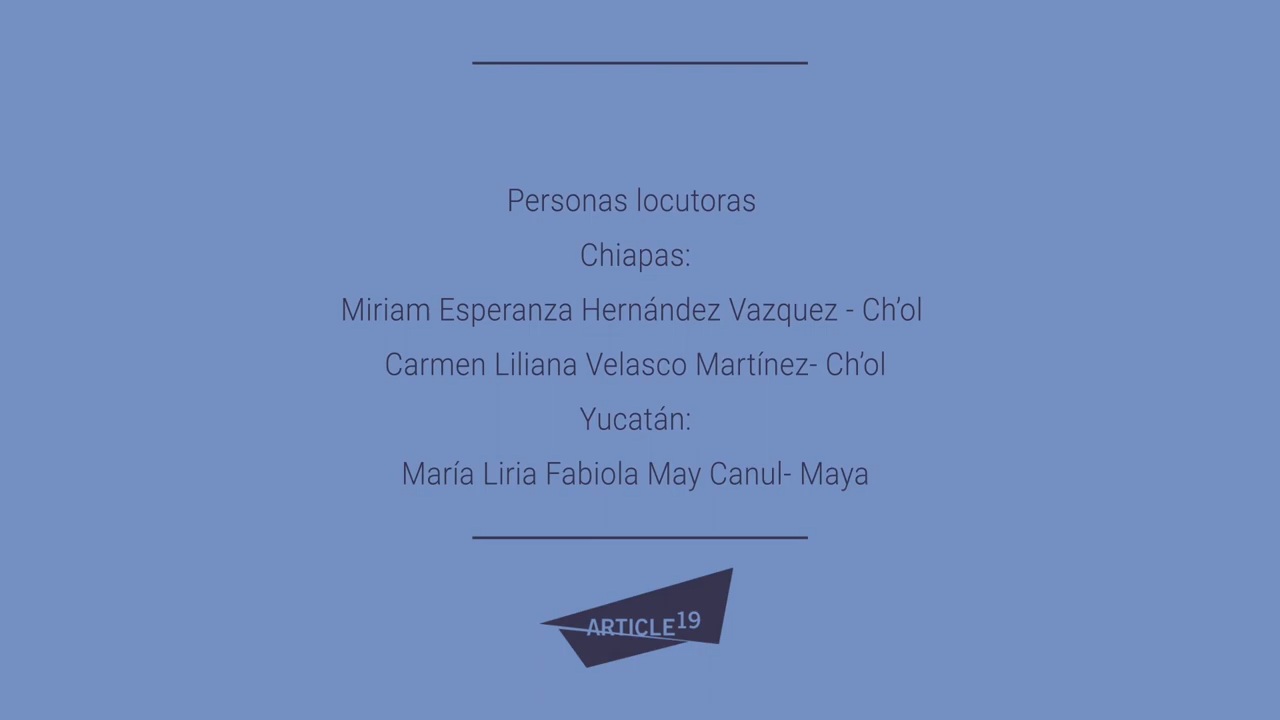 Personas locutoras
Chiapas:
Miriam Esperanza Hernández Vazquez - Ch’ol
Carmen Liliana Velasco Martínez- Ch’ol
Yucatán:
María Liria Fabiola May Canul- Maya
ARTICLE19